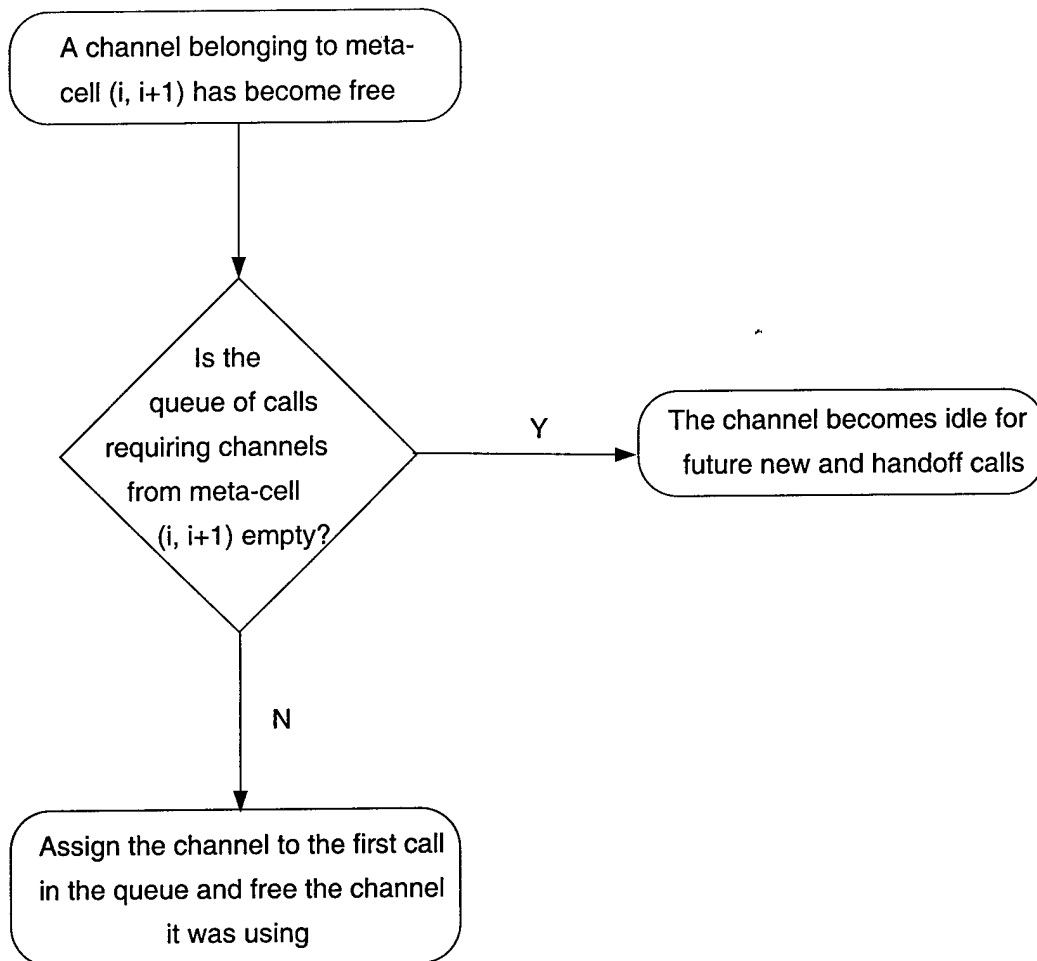 A channel belonging to meta-
cell (i, i+1) has become free
Is the
queue of calls
requiring channels
from meta-cell
(i, i+1) empty?
Y
The channel becomes idle for
future new and handoff calls
N
Assign the channel to the first call
in the queue and free the channel
it was using